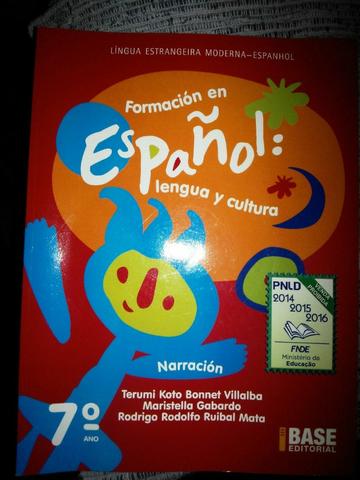 LÍNGUA ESTRANGEIRA MODERNA-ESPANHOL
Formación en
Español:
lengua y cultura
PNLD
2014
2015
2016
FNDE
Ministério da
Educação
Narración
Terumi Koto Bonnet Villalba
Maristella Gabardo
Rodrigo Rodolfo Ruibal Mata
7º
ANO
BASE
EDITORIAL